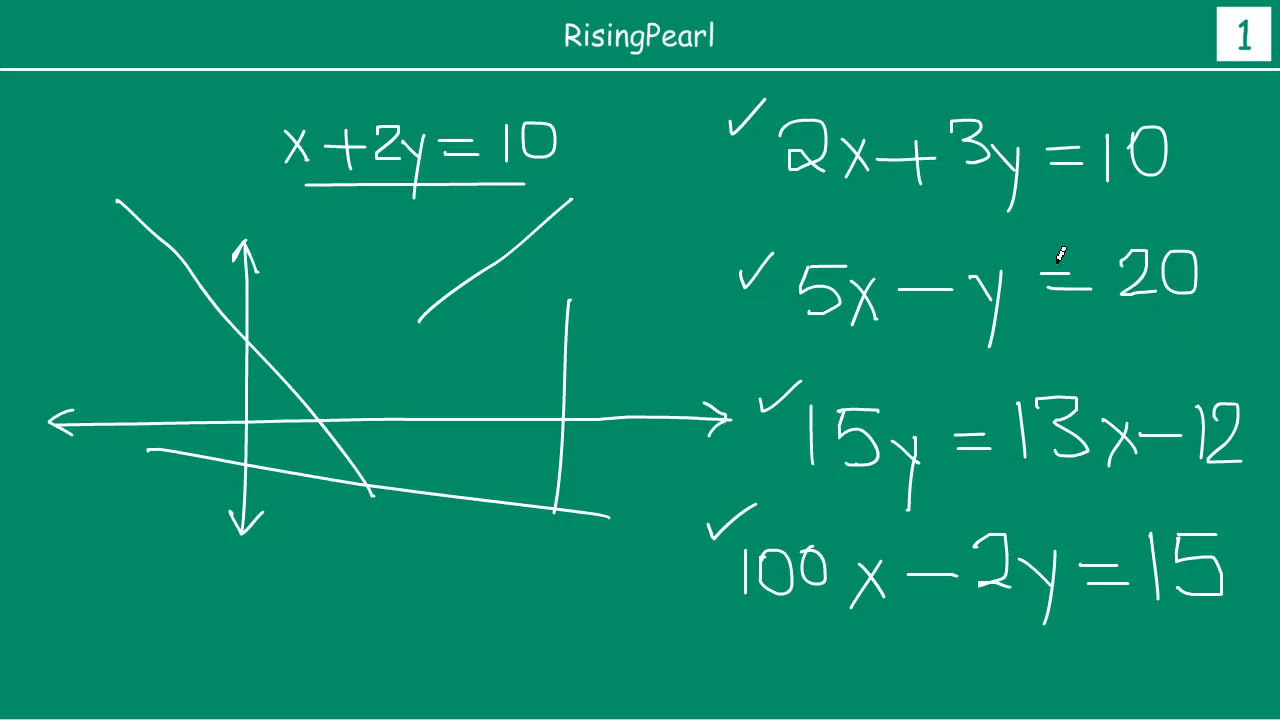 RisingPearl
1
x + 2y = 10
2x + 3y = 10
5x - y = 20
15y = 13x - 12
100x - 2y = 15